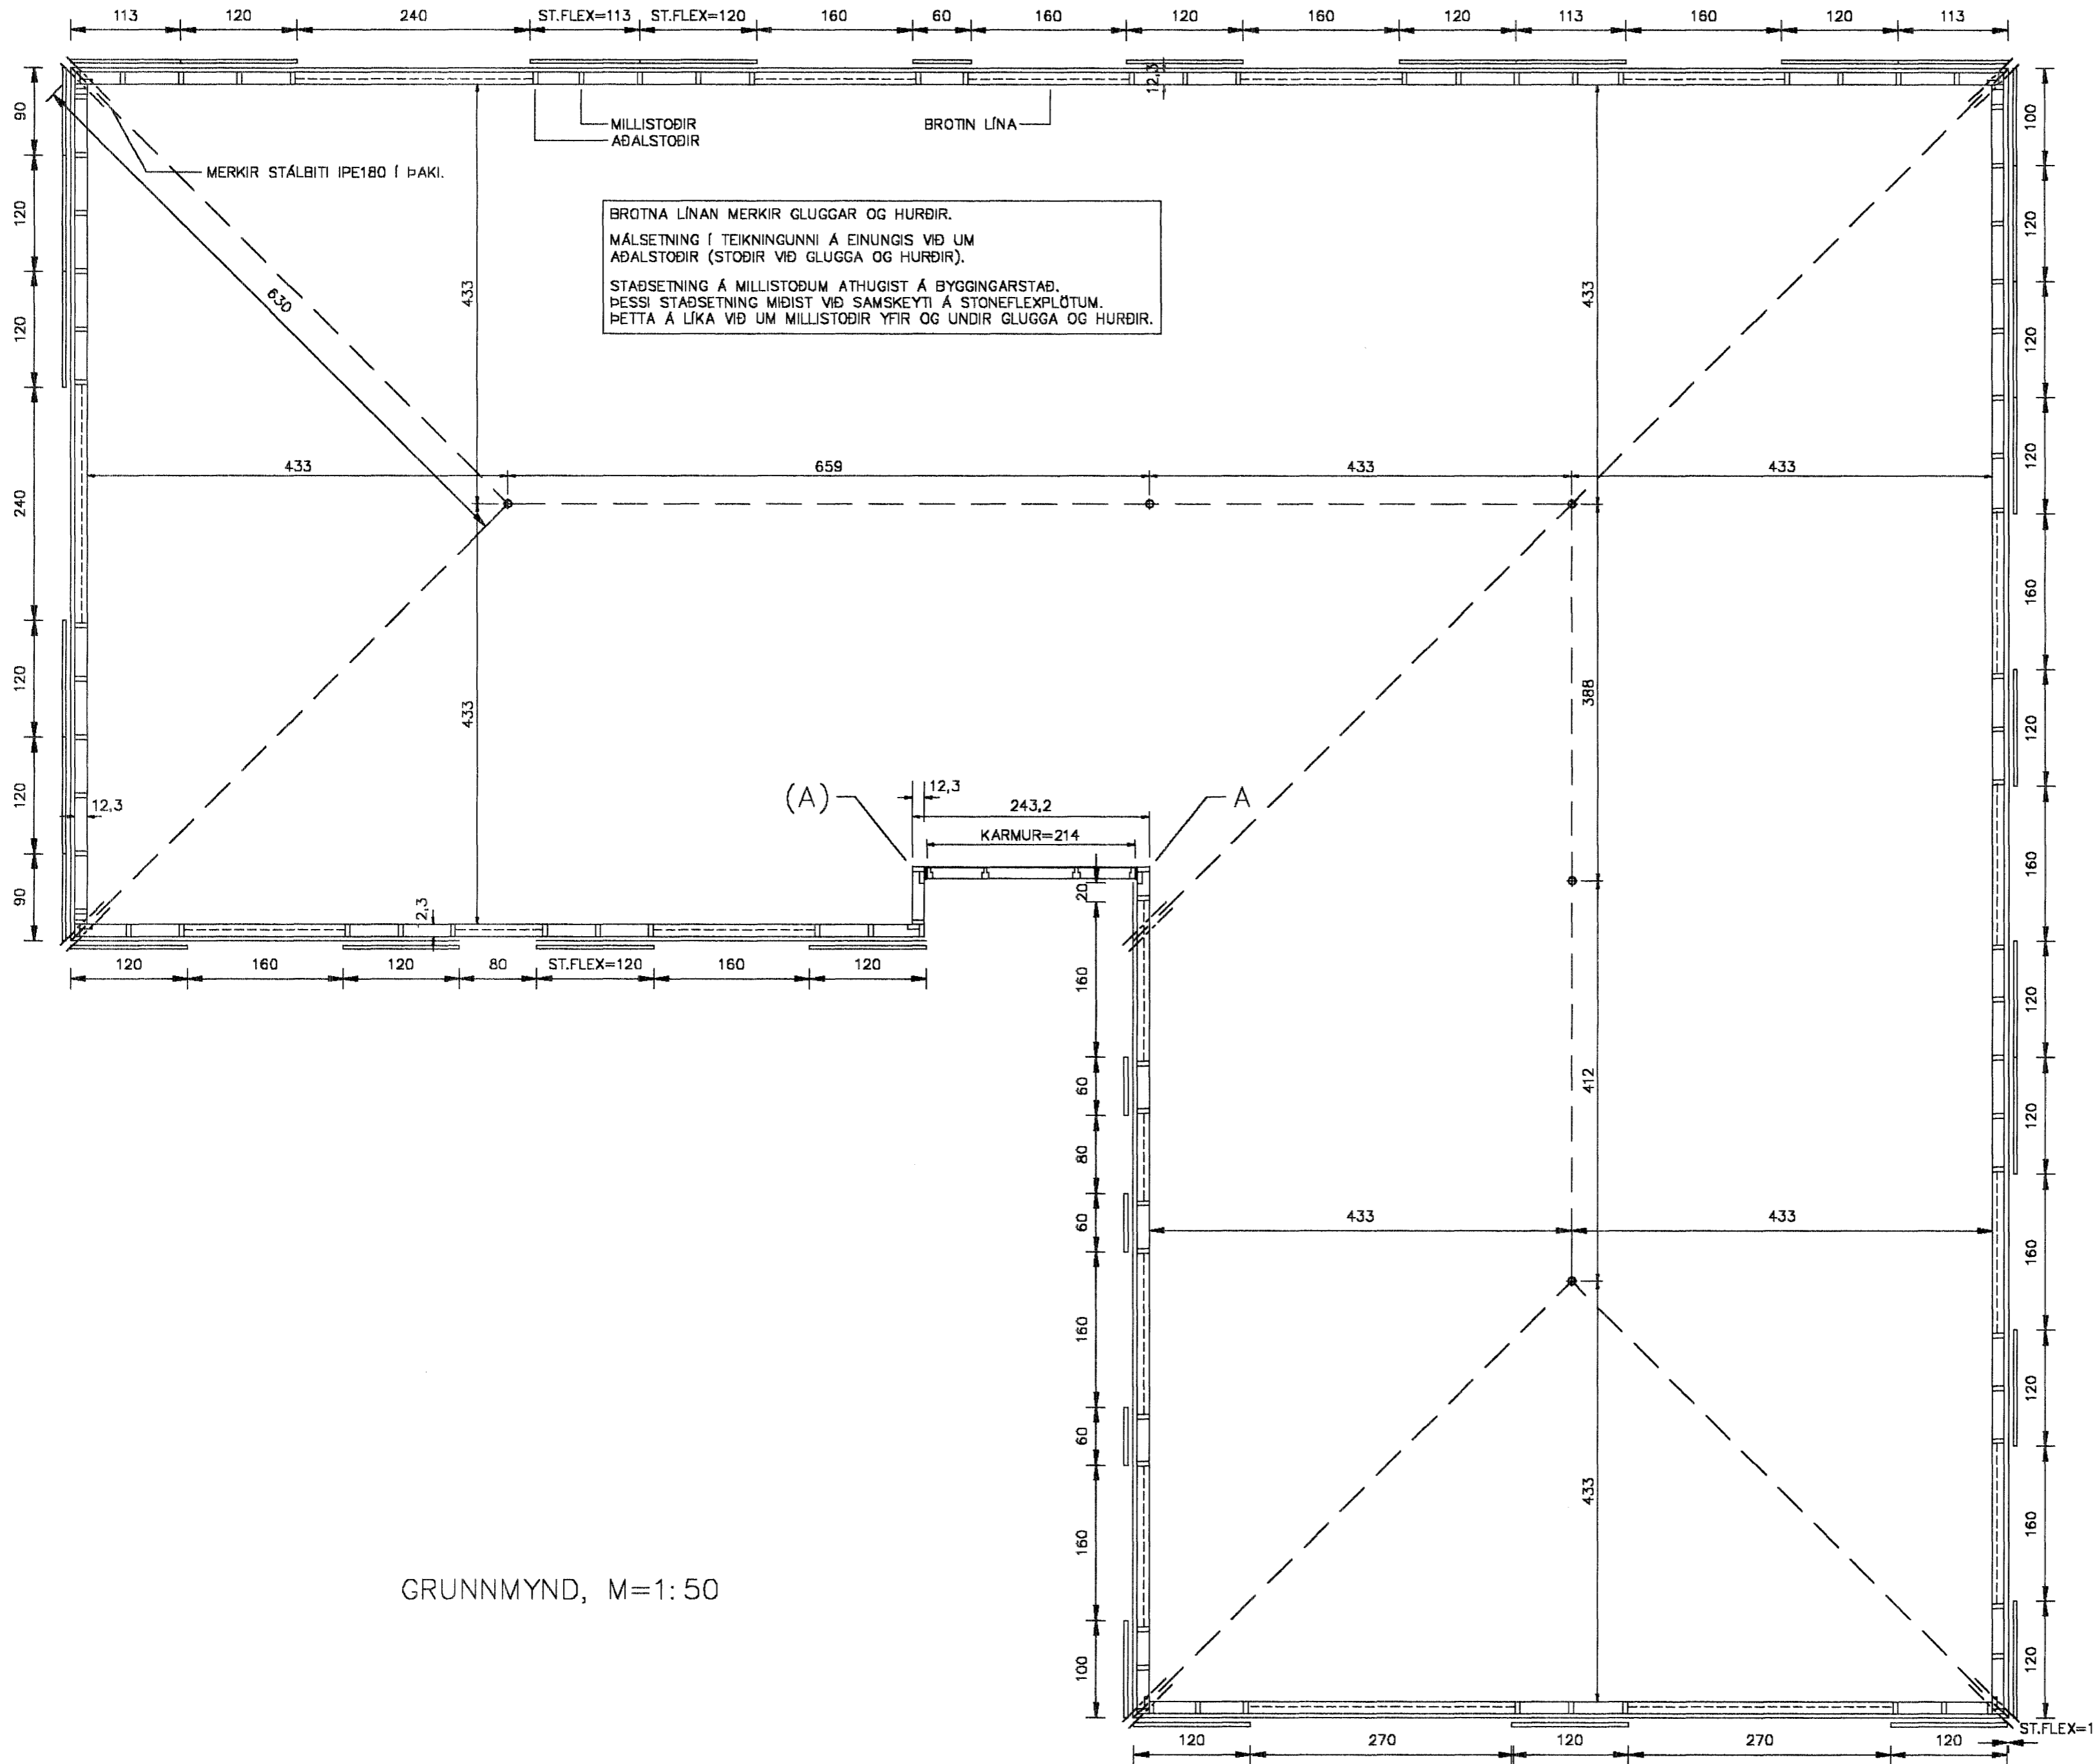 113 120 240 ST.FLEX=113 ST.FLEX=120 160 60 160 120 160 120 113 160 120 113
12,3
MILLISTOÐIR
AÐALSTOÐIR
BROTIN LÍNA
MERKIR STÁLBITI IPE180 Í ÞAKI.
BROTNA LÍNAN MERKIR GLUGGAR OG HURÐIR.
MÁLSETNING Í TEIKNINGUNNI Á EINUNGIS VIÐ UM
AÐALSTOÐIR (STOÐIR VIÐ GLUGGA OG HURÐIR).
STAÐSETNING Á MILLISTOÐUM ATHUGIST Á BYGGINGARSTAÐ.
ÞESSI STAÐSETNING MIÐIST VIÐ SAMSKEYTI Á STONEFLEXPLÖTUM.
ÞETTA Á LÍKA VIÐ UM MILLISTOÐIR YFIR OG UNDIR GLUGGA OG HURÐIR.
90
120
120
240
120
120
90
630
433
433
433
433 659 433 433
388
412
433
12,3
(A)
12,3
243,2
A
KARMUR=214
12,3
120 160 120 80 ST.FLEX=120 160 120
20
160
60
80
60
160
60
160
100
433 433
100
120
120
120
160
120
160
120
120
160
120
160
120
GRUNNMYND, M=1:50
ST.FLEX=1
120 270 120 270 120